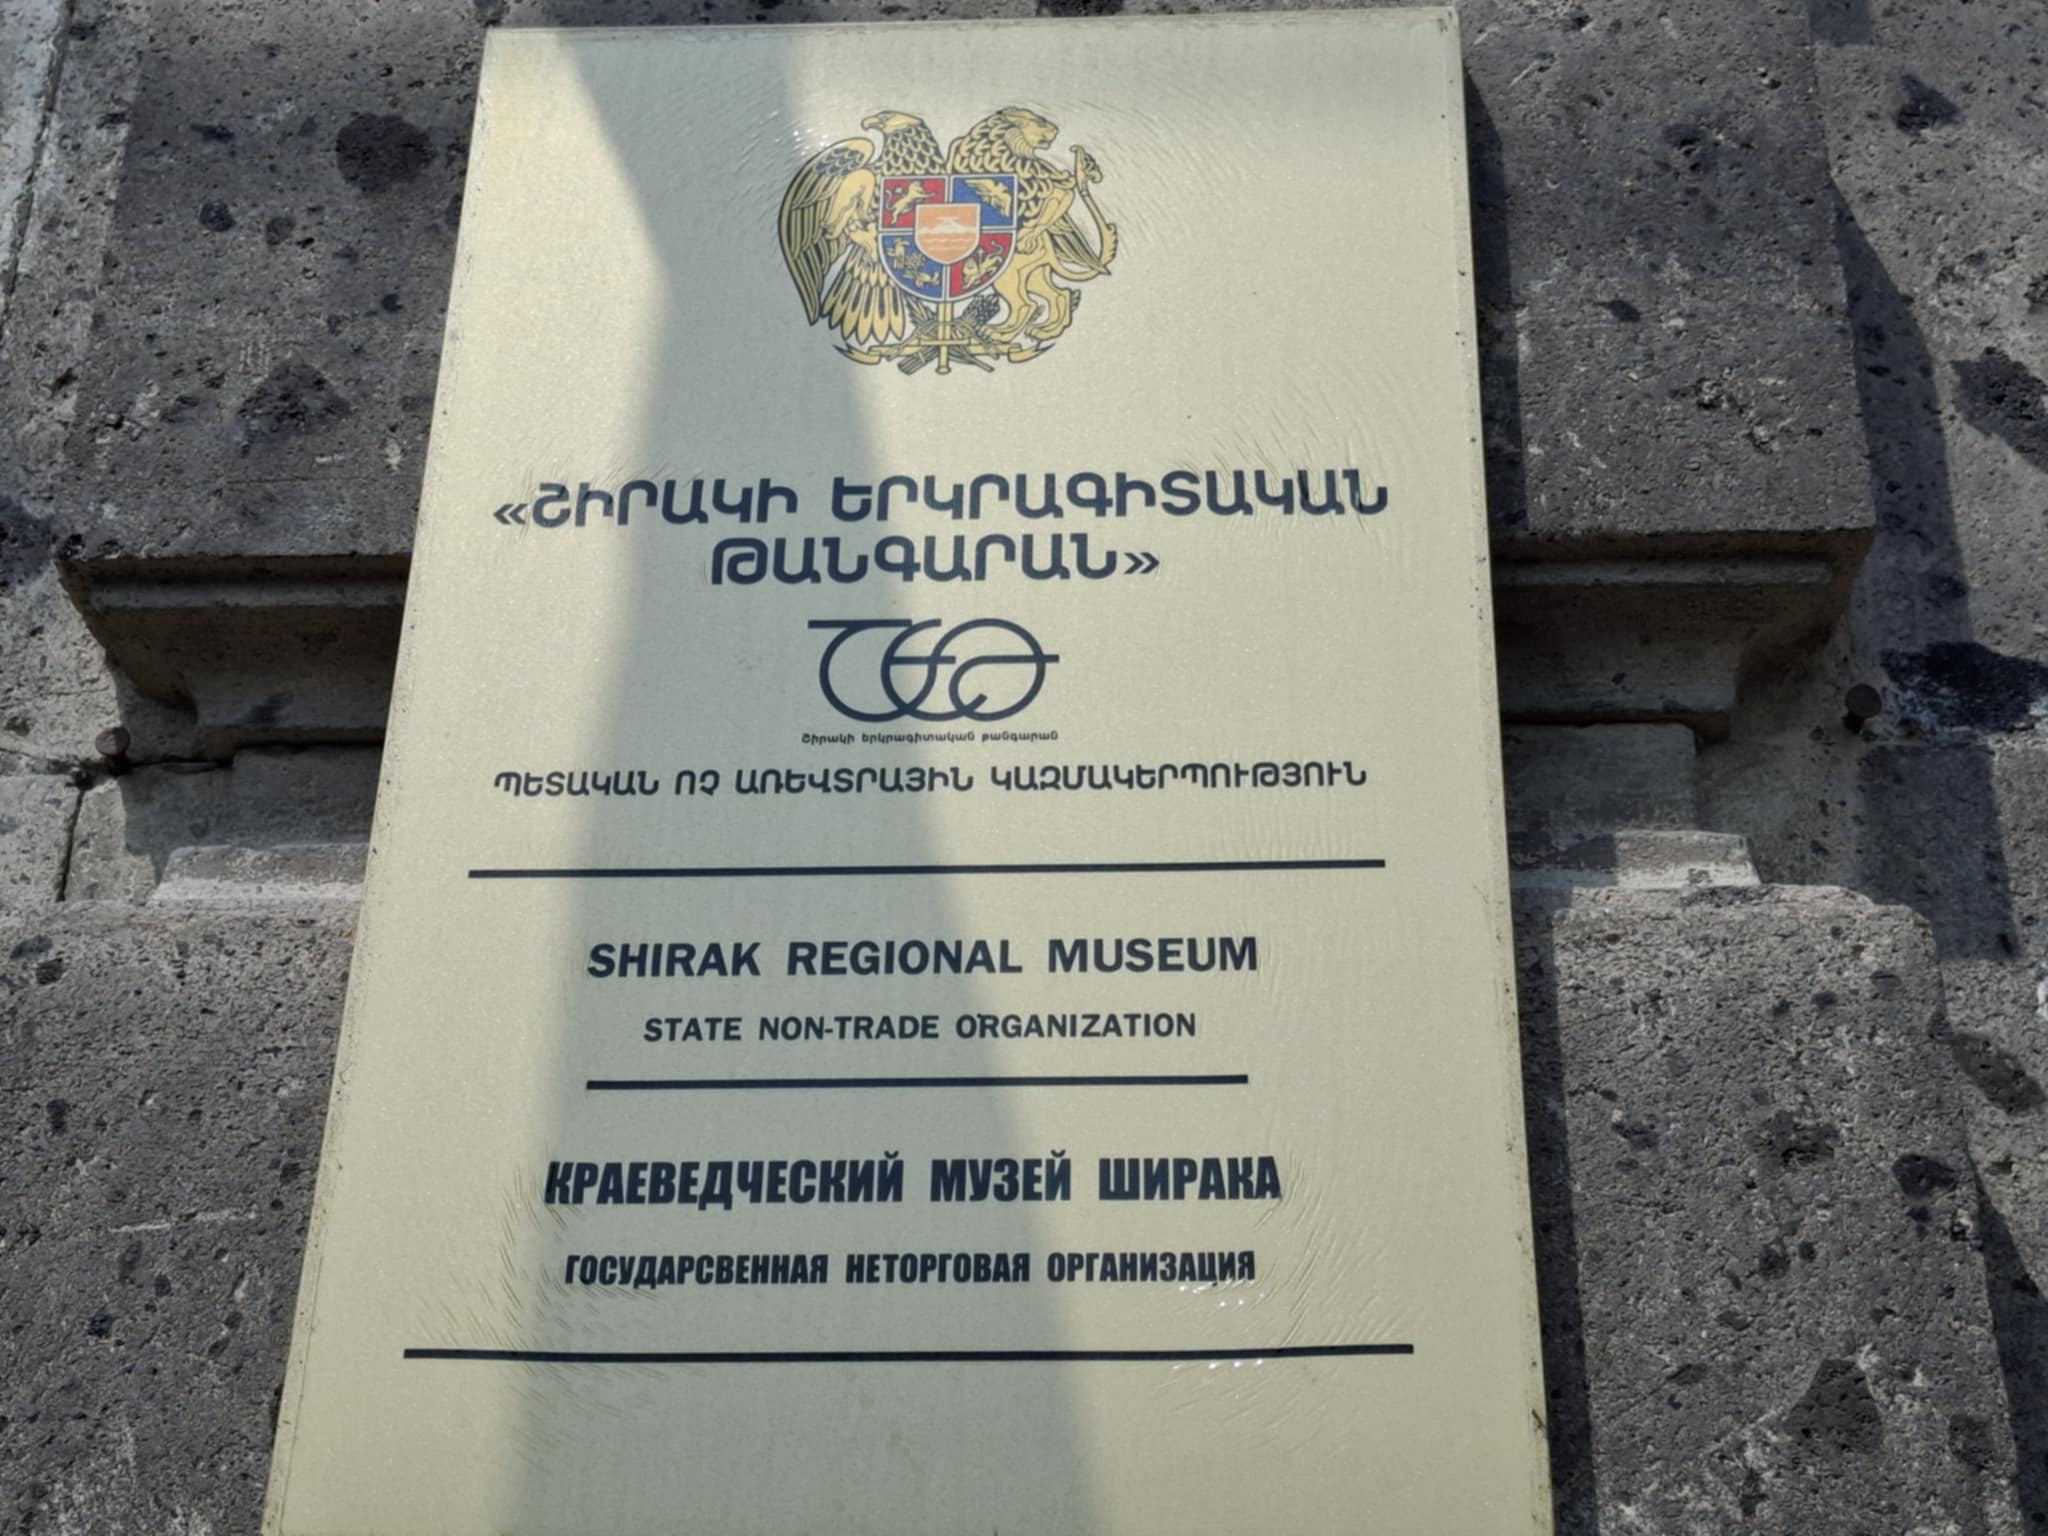 «ՇԻՐԱԿԻ ԵՐԿՐԱԳԻՏԱԿԱՆ
ԹԱՆԳԱՐԱՆ»
ՇԵԹ
Շիրակի երկրագիտական թանգարան
ՊԵՏԱԿԱՆ ՈՉ ԱՌԵՎՏՐԱՅԻՆ ԿԱԶՄԱԿԵՐՊՈՒԹՅՈՒՆ
SHIRAK REGIONAL MUSEUM
STATE NON-TRADE ORGANIZATION
КРАЕВЕДЧЕСКИЙ МУЗЕЙ ШИРАКА
ГОСУДАРСВЕННАЯ НЕТОРГОВАЯ ОРГАНИЗАЦИЯ